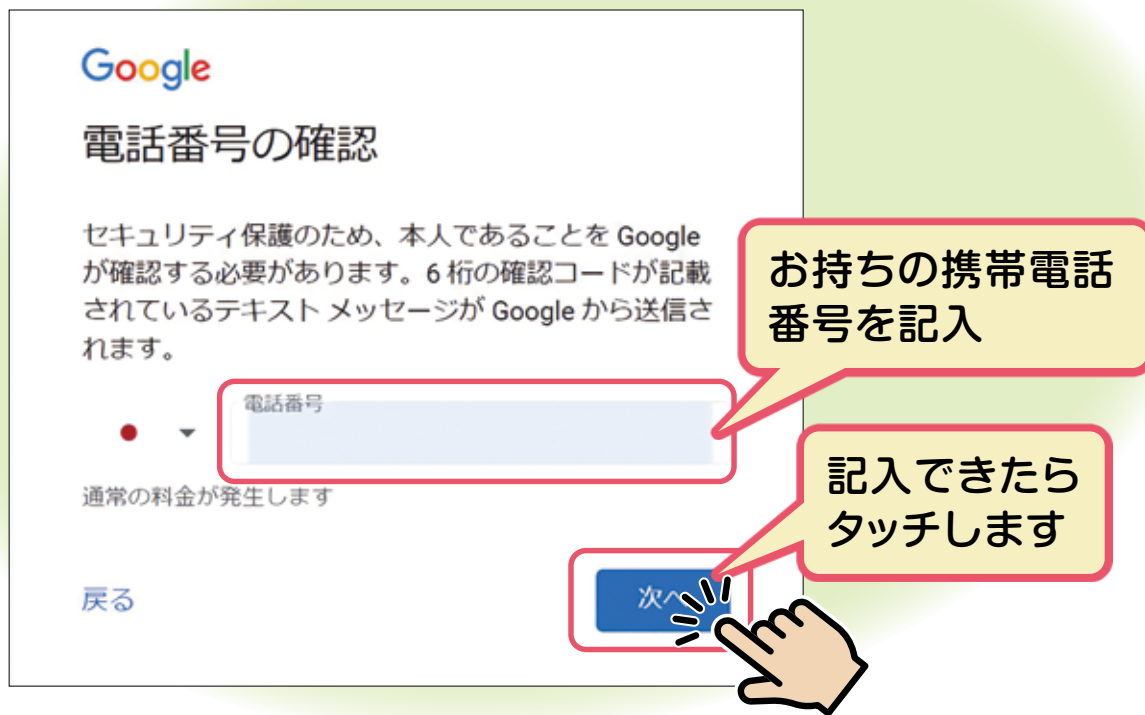 Google
電話番号の確認
セキュリティ保護のため、本人であることを Google
が確認する必要があります。6 桁の確認コードが記載
されているテキスト メッセージが Google から送信さ
れます。
お持ちの携帯電話
番号を記入
電話番号
通常の料金が発生します
記入できたら
タッチします
戻る
次へ